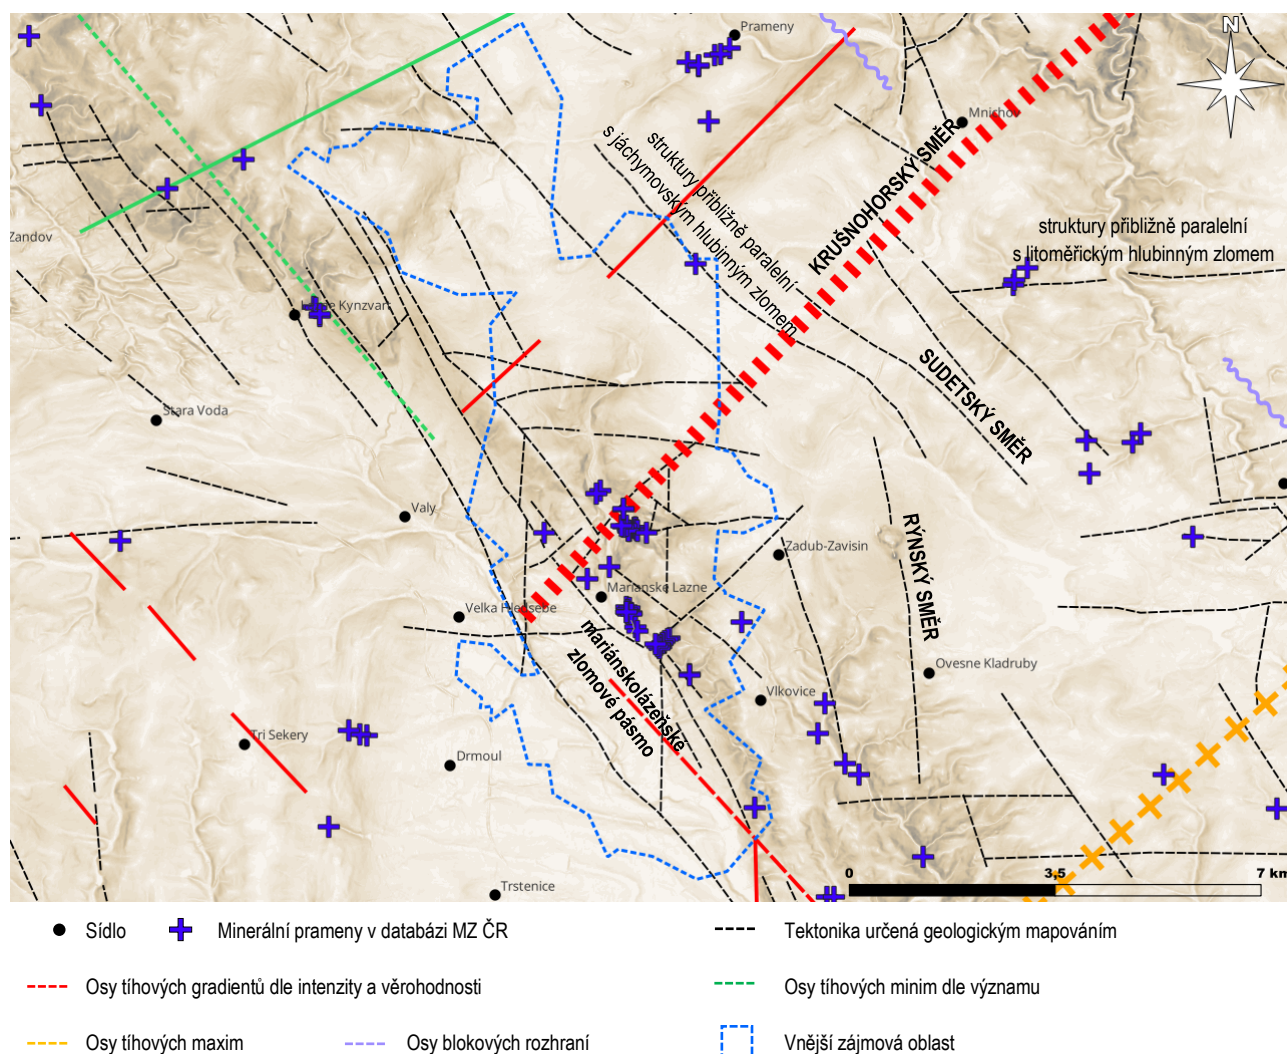 N
Prameny
Mnichov
struktury přibližně paralelní
s jáchymovským hlubinným zlomem
KRUŠNOHORSKÝ SMĚR
struktury přibližně paralelní
s litoměřickým hlubinným zlomem
Zandov
Kynzvart
SUDETSKÝ SMĚR
Stara Voda
Valy
RÝNSKÝ SMĚR
Zadub-Zavisin
Marianske Lazne
Velka
mariánskolázeňské
zlomové pásmo
Ovesne Kladruby
Vlkovice
Tri Sekery
Drmoul
Trstenice
0 3,5 7 km
Sídlo
Minerální prameny v databázi MZ ČR
Tektonika určená geologickým mapováním
Osy tíhových gradientů dle intenzity a věrohodnosti
Osy tíhových minim dle významu
Osy tíhových maxim
Osy blokových rozhraní
Vnější zájmová oblast